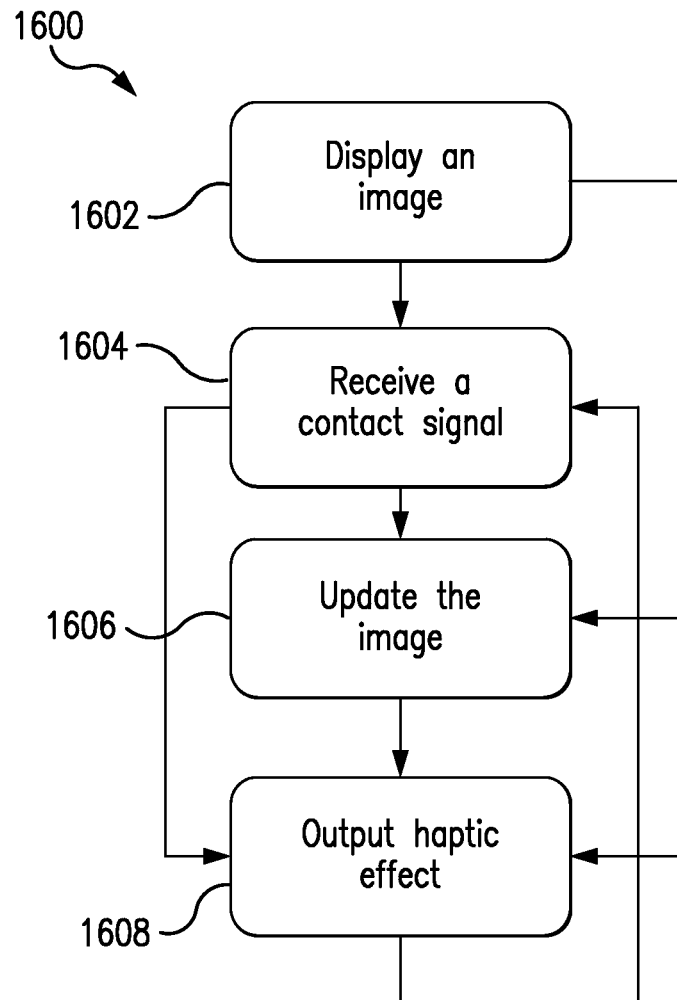 1600
Display an
image
1602
1604
Receive a
contact signal
Update the
image
1606
Output haptic
effect
1608